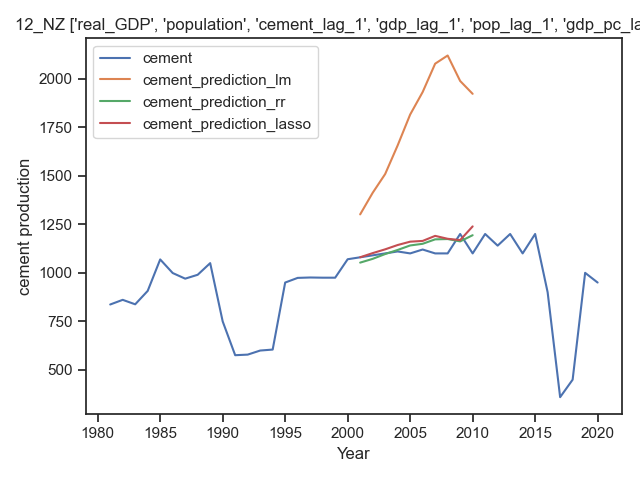 12_NZ ['real_GDP', 'population', 'cement_lag_1', 'gdp_lag_1', 'pop_lag_1', 'gdp_pc_la
cement
cement_prediction_lm
cement_prediction_rr
cement_prediction_lasso
cement production
2000
1750
1500
1250
1000
750
500
1980 1985 1990 1995 2000 2005 2010 2015 2020
Year